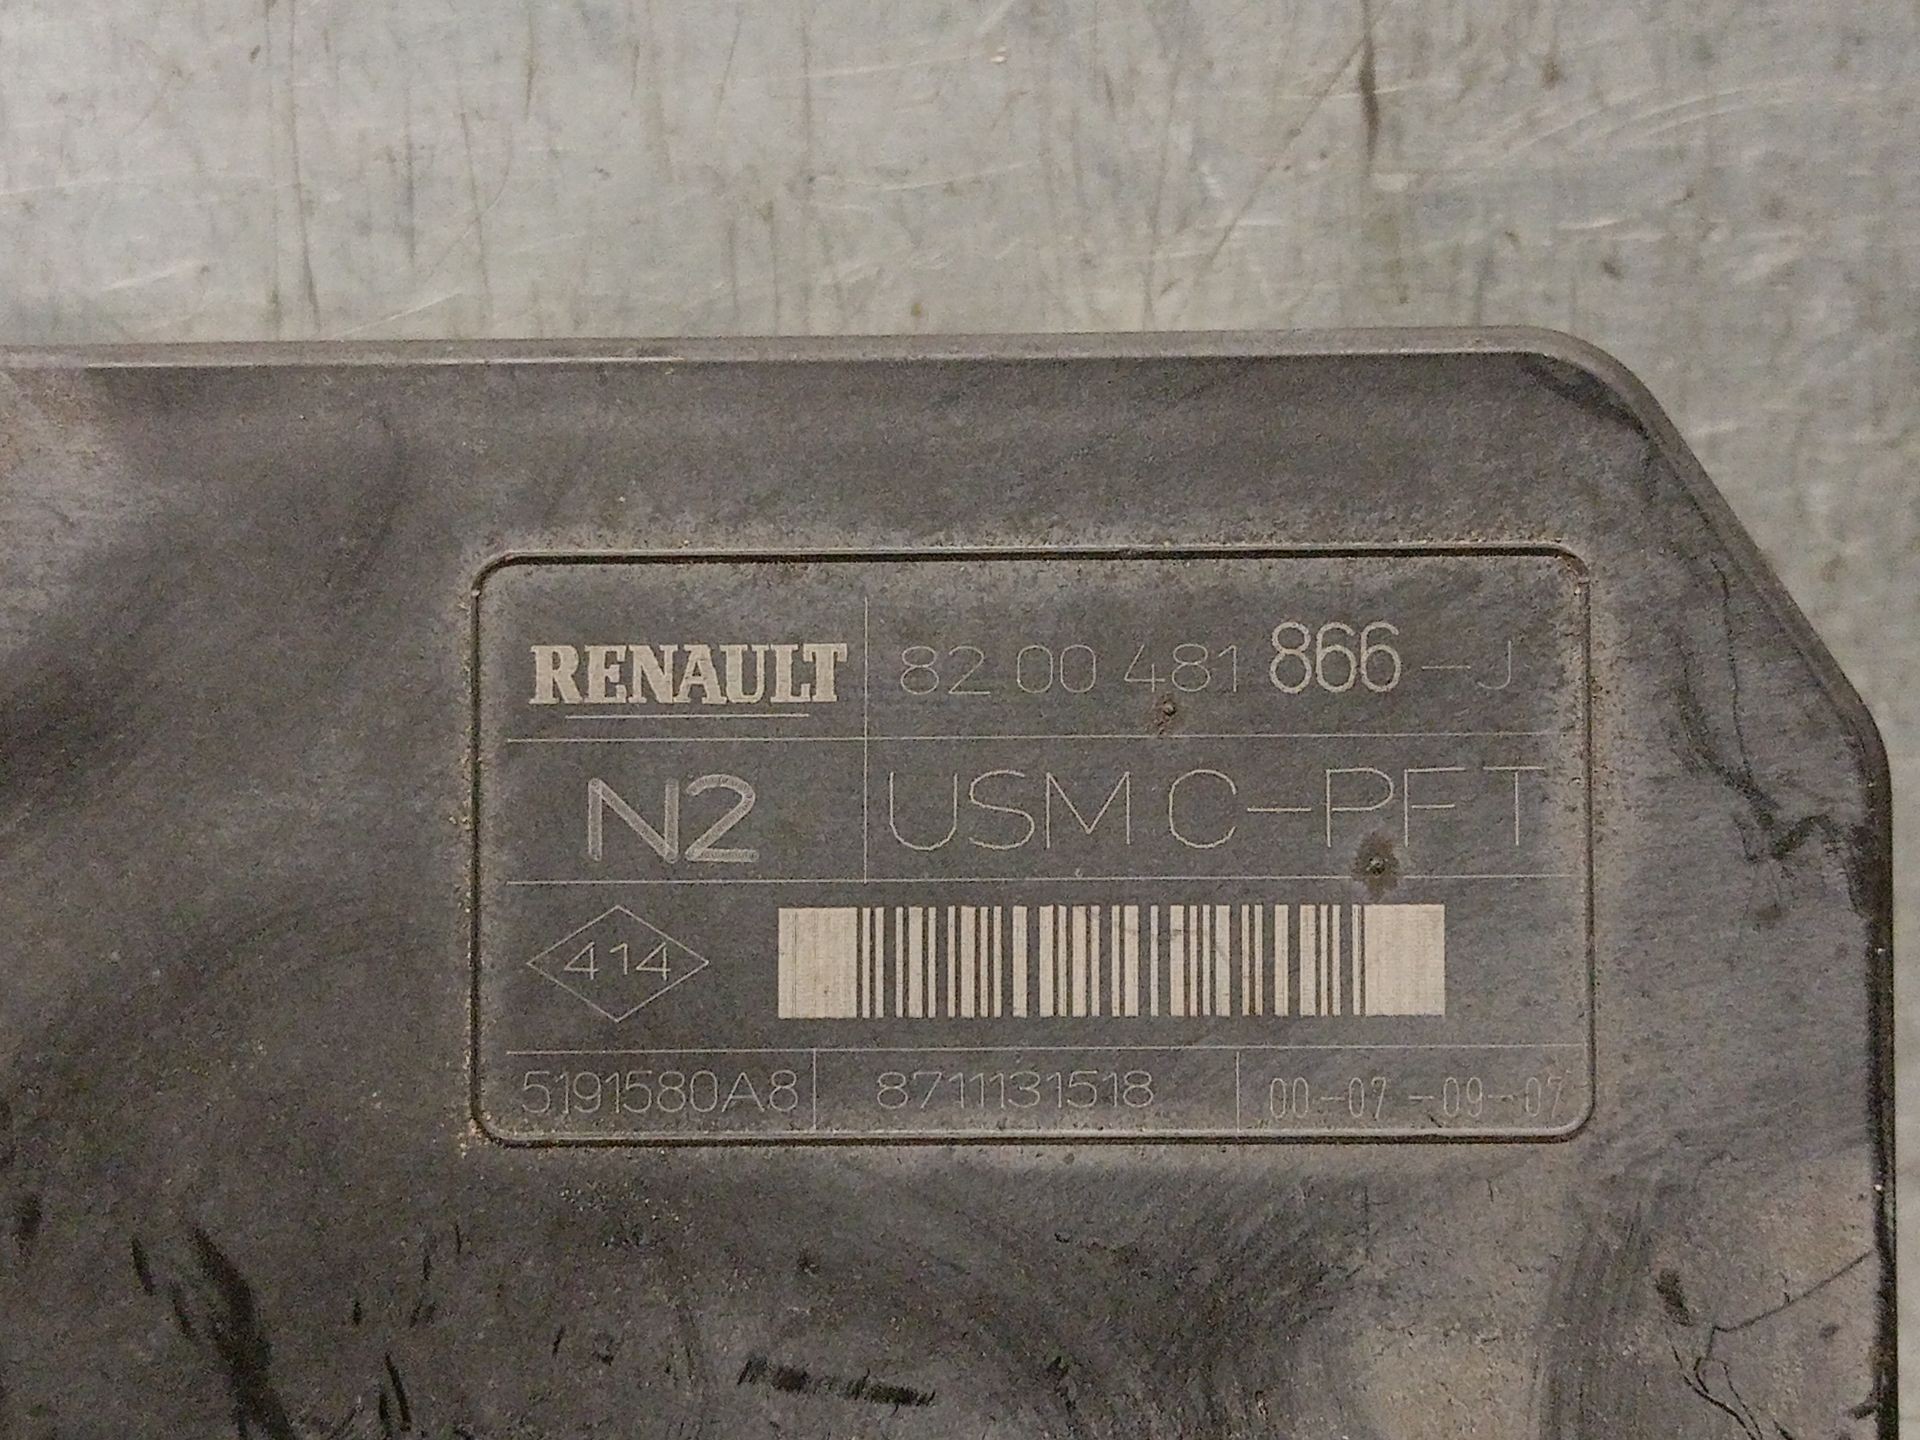 RENAULT 82 00 481 866-J
N2 USM C-PFT
414
5191580A8 8711131518 00-07-09-07